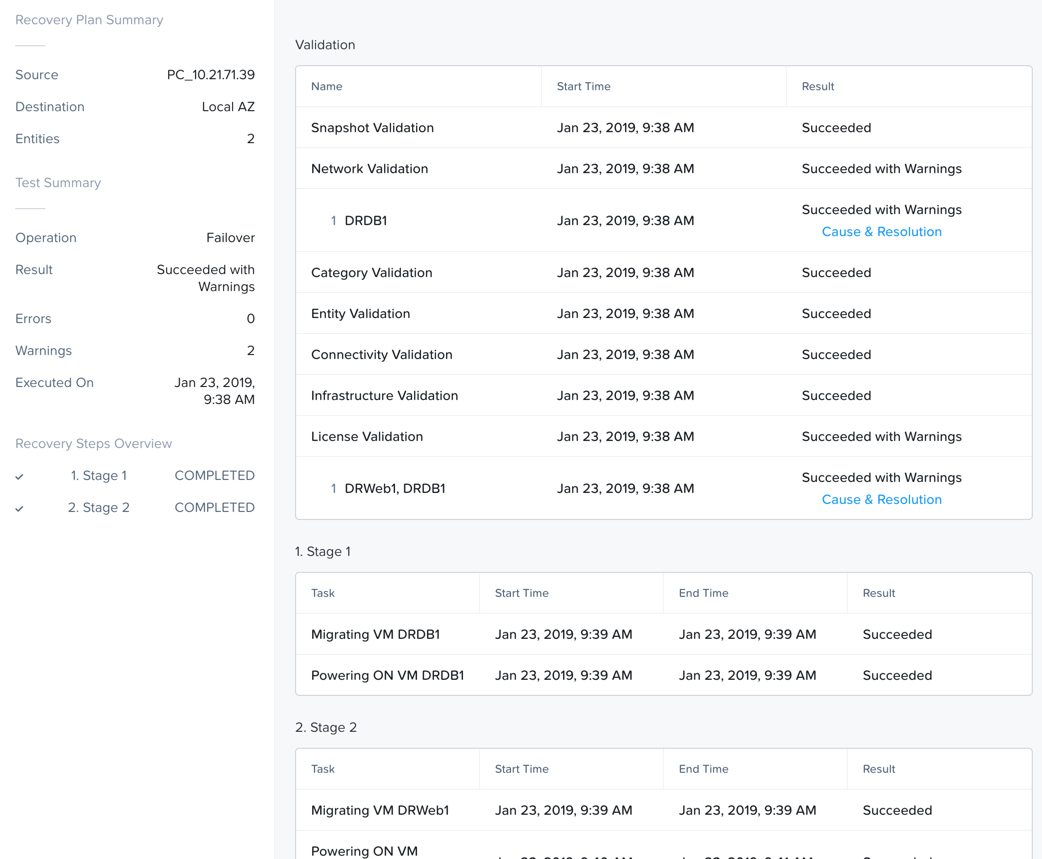 Recovery Plan Summary
Source PC_10.21.71.39
Destination Local AZ
Entities 2
Test Summary
Operation Failover
Result Succeeded with
Warnings
Errors 0
Warnings 2
Executed On Jan 23, 2019,
9:38 AM
Recovery Steps Overview
1. Stage 1 COMPLETED
2. Stage 2 COMPLETED
Validation
Name Start Time Result
Snapshot Validation Jan 23, 2019, 9:38 AM Succeeded
Network Validation Jan 23, 2019, 9:38 AM Succeeded with Warnings
1 DRDB1 Jan 23, 2019, 9:38 AM Succeeded with Warnings
Cause & Resolution
Category Validation Jan 23, 2019, 9:38 AM Succeeded
Entity Validation Jan 23, 2019, 9:38 AM Succeeded
Connectivity Validation Jan 23, 2019, 9:38 AM Succeeded
Infrastructure Validation Jan 23, 2019, 9:38 AM Succeeded
License Validation Jan 23, 2019, 9:38 AM Succeeded with Warnings
1 DRWeb1, DRDB1 Jan 23, 2019, 9:38 AM Succeeded with Warnings
Cause & Resolution
1. Stage 1
Task Start Time End Time Result
Migrating VM DRDB1 Jan 23, 2019, 9:39 AM Jan 23, 2019, 9:39 AM Succeeded
Powering ON VM DRDB1 Jan 23, 2019, 9:39 AM Jan 23, 2019, 9:39 AM Succeeded
2. Stage 2
Task Start Time End Time Result
Migrating VM DRWeb1 Jan 23, 2019, 9:39 AM Jan 23, 2019, 9:39 AM Succeeded
Powering ON VM